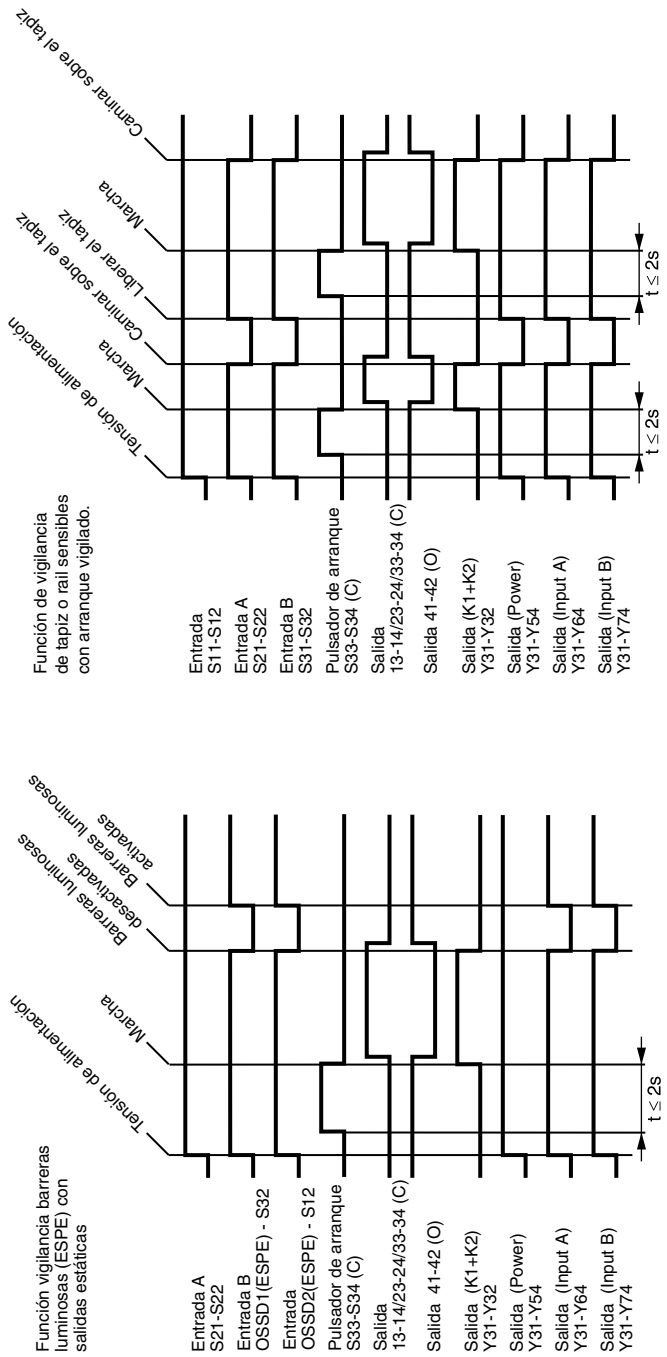 Función vigilancia barreras
luminosas (ESPE) con
salidas estáticas
Tensión de alimentación
Marcha
Barreras luminosas
desactivadas
Barreras luminosas
activadas
Entrada A
S21-S22
Entrada B
OSSD1(ESPE) - S32
Entrada
OSSD2(ESPE) - S12
Pulsador de arranque
S33-S34 (C)
Salida
13-14/23-24/33-34 (C)
Salida 41-42 (O)
Salida (K1+K2)
Y31-Y32
Salida (Power)
Y31-Y54
Salida (Input A)
Y31-Y64
Salida (Input B)
Y31-Y74
t ≤ 2s
Función de vigilancia
de tapiz o rail sensibles
con arranque vigilado.
Tensión de alimentación
Marcha
Caminar sobre el tapiz
Liberar el tapiz
Marcha
Caminar sobre el tapiz
Entrada
S11-S12
Entrada A
S21-S22
Entrada B
S31-S32
Pulsador de arranque
S33-S34 (C)
Salida
13-14/23-24/33-34 (C)
Salida 41-42 (O)
Salida (K1+K2)
Y31-Y32
Salida (Power)
Y31-Y54
Salida (Input A)
Y31-Y64
Salida (Input B)
Y31-Y74
t ≤ 2s
t ≤ 2s